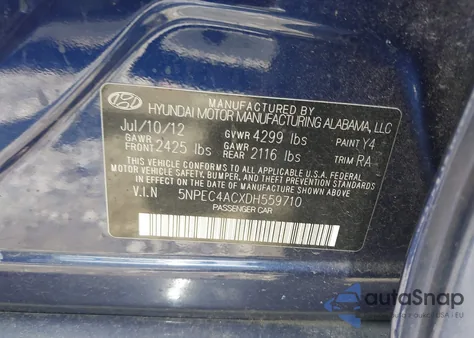 MANUFACTURED BY
HYUNDAI MOTOR MANUFACTURING ALABAMA, LLC
Jul/10/12 GVWR 4299 lbs PAINT Y4
GAWR FRONT 2425 lbs GAWR REAR 2116 lbs TRIM RA
THIS VEHICLE CONFORMS TO ALL APPLICABLE U.S.A. FEDERAL
MOTOR VEHICLE SAFETY, BUMPER, AND THEFT PREVENTION
STANDARDS IN EFFECT ON THE DATE OF MANUFACTURE SHOWN ABOVE.
V.I.N 5NPEC4ACXDH559710
PASSENGER CAR
autoSnap